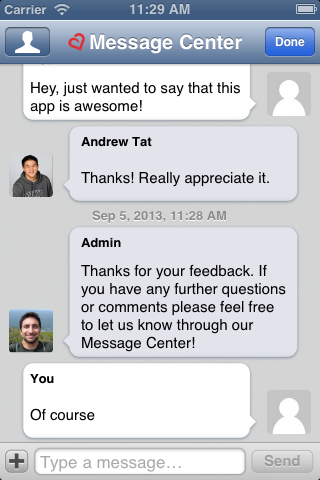 Carrier 11:29 AM
Message Center
Done
Hey, just wanted to say that this
app is awesome!
Andrew Tat
Thanks! Really appreciate it.
Sep 5, 2013, 11:28 AM
Admin
Thanks for your feedback. If
you have any further questions
or comments please feel free
to let us know through our
Message Center!
You
Of course
Type a message…
Send